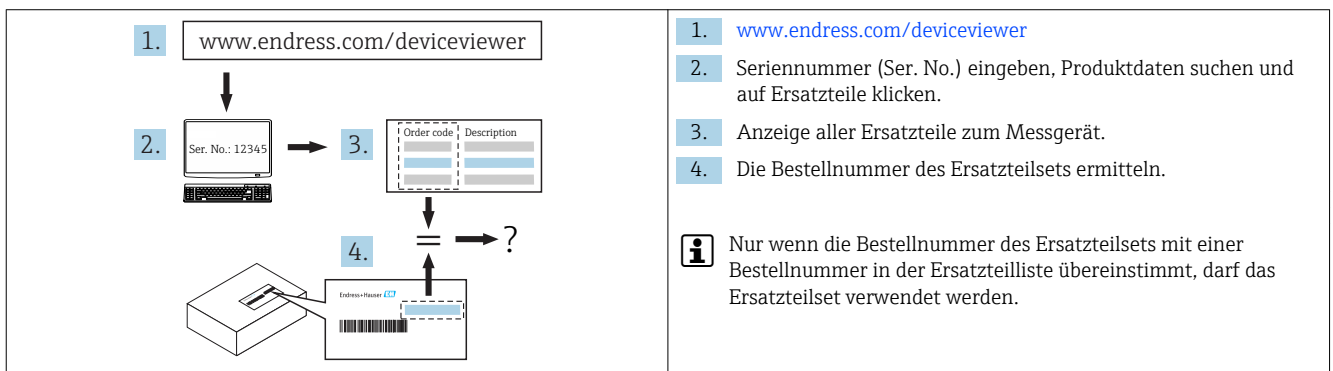 1. www.endress.com/deviceviewer
2. Ser. No.: 12345
3. Order code Description
= ?
4.
Endress+Hauser EH
1. www.endress.com/deviceviewer
2. Seriennummer (Ser. No.) eingeben, Produktdaten suchen und
auf Ersatzteile klicken.
3. Anzeige aller Ersatzteile zum Messgerät.
4. Die Bestellnummer des Ersatzteilsets ermitteln.
i Nur wenn die Bestellnummer des Ersatzteilsets mit einer
Bestellnummer in der Ersatzteilliste übereinstimmt, darf das
Ersatzteilset verwendet werden.